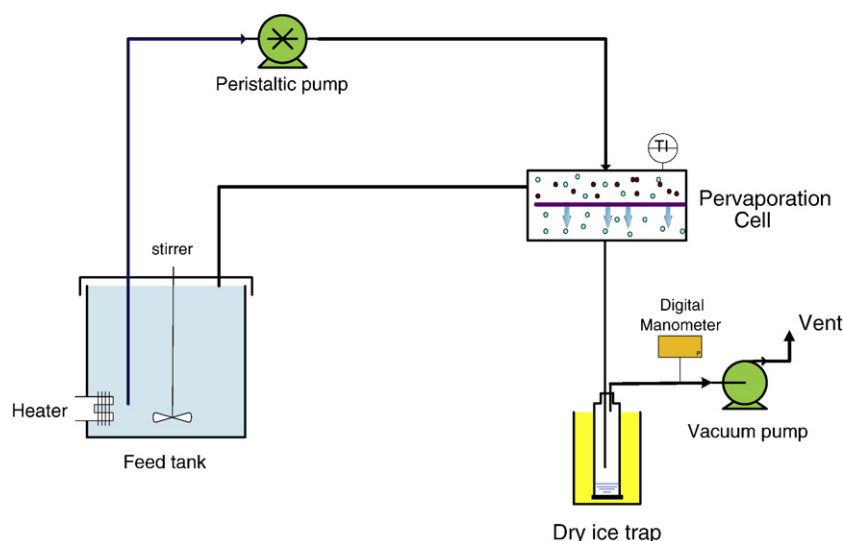 Peristaltic pump
TI
Pervaporation
Cell
stirrer
Digital
Manometer
P
Vent
Heater
Vacuum pump
Feed tank
Dry ice trap